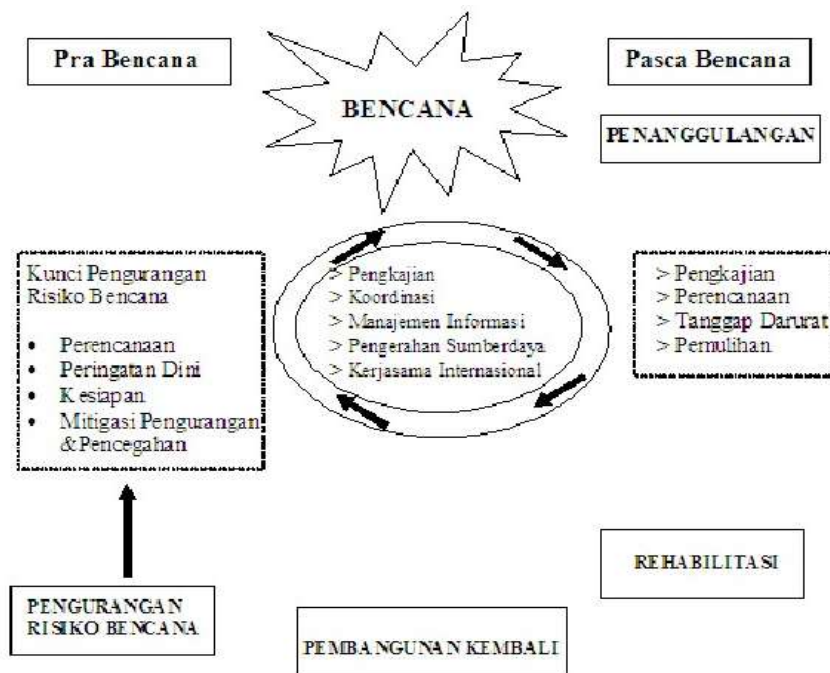 Pra Bencana
BENCANA
Pasca Bencana
PENANGGULANGAN
Kunci Pengurangan
Risiko Bencana
• Perencanaan
• Peringatan Dini
• Kesiapan
• Mitigasi Pengurangan
&Pencegahan
> Pengkajian
> Koordinasi
> Manajemen Informasi
> Pengerahan Sumberdaya
> Kerjasama Internasional
> Pengkajian
> Perencanaan
> Tanggap Darurat
> Pemulihan
REHABILITASI
PENGURANGAN
RISIKO BENCANA
PEMBANGUNAN KEMBALI